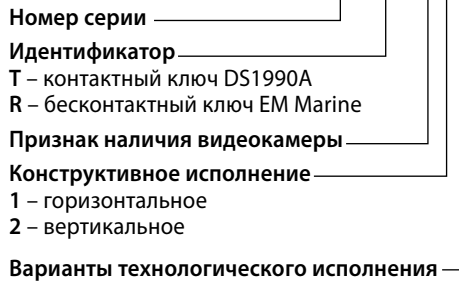 Номер серии
Идентификатор
Т – контактный ключ DS1990A
R – бесконтактный ключ EM Marine
Признак наличия видеокамеры
Конструктивное исполнение
1 – горизонтальное
2 – вертикальное
Варианты технологического исполнения